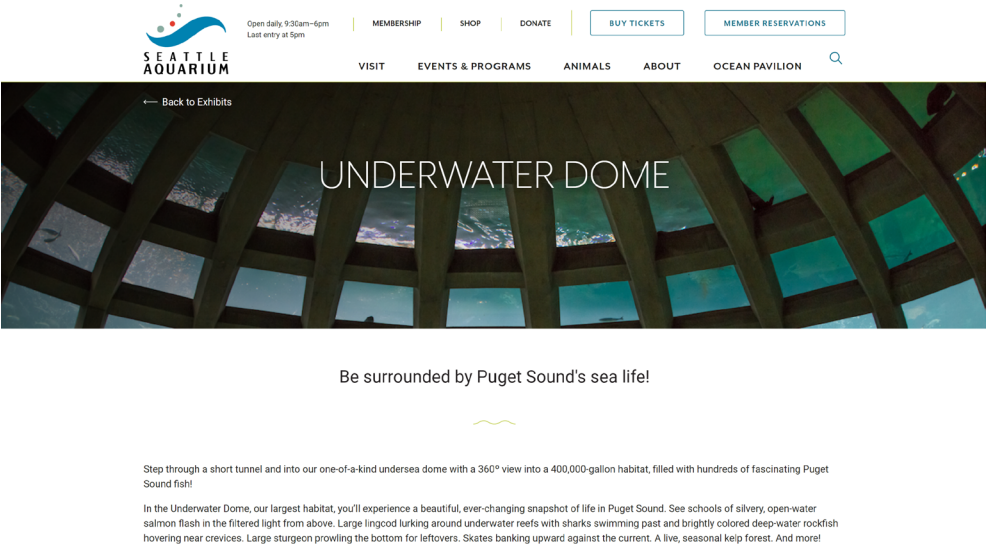 Open daily, 9:30am–6pm
Last entry at 5pm
MEMBERSHIP
SHOP
DONATE
BUY TICKETS
MEMBER RESERVATIONS
SEATTLE
AQUARIUM
VISIT
EVENTS & PROGRAMS
ANIMALS
ABOUT
OCEAN PAVILION
⟵ Back to Exhibits
UNDERWATER DOME
Be surrounded by Puget Sound's sea life!
Step through a short tunnel and into our one-of-a-kind undersea dome with a 360º view into a 400,000-gallon habitat, filled with hundreds of fascinating Puget
Sound fish!
In the Underwater Dome, our largest habitat, you'll experience a beautiful, ever-changing snapshot of life in Puget Sound. See schools of silvery, open-water
salmon flash in the filtered light from above. Large lingcod lurking around underwater reefs with sharks swimming past and brightly colored deep-water rockfish
hovering near crevices. Large sturgeon prowling the bottom for leftovers. Skates banking upward against the current. A live, seasonal kelp forest. And more!